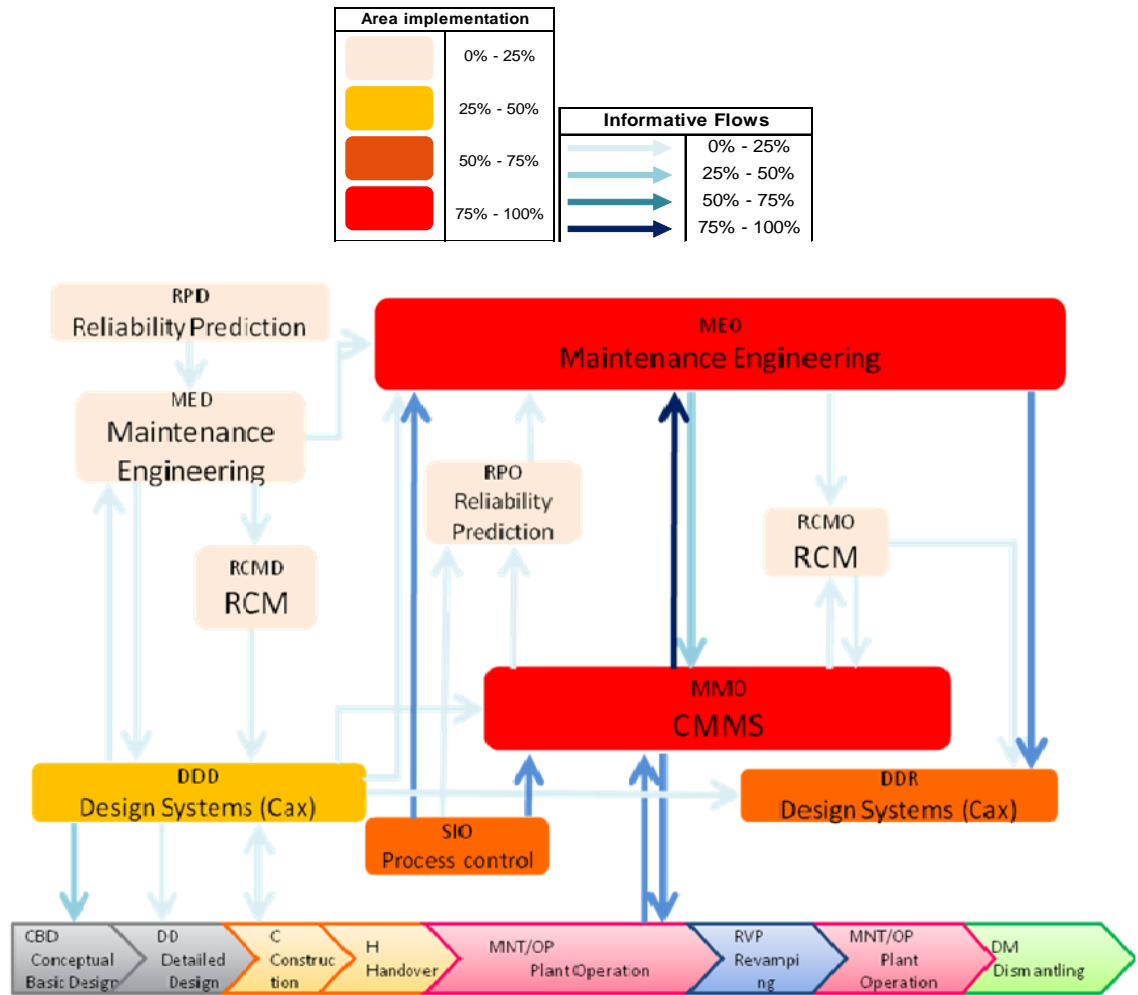 Area implementation
0% - 25%
25% - 50%
50% - 75%
75% - 100%
Informative Flows
0% - 25%
25% - 50%
50% - 75%
75% - 100%
RPD
Reliability Prediction
MEO
Maintenance Engineering
MED
Maintenance
Engineering
RPO
Reliability
Prediction
RCMO
RCM
RCMD
RCM
MMO
CMMS
DDD
Design Systems (Cax)
DDR
Design Systems (Cax)
SIO
Process control
CBD
Conceptual
Basic Design
DD
Detailed
Design
C
Construc
tion
H
Handover
MNT/OP
Plant Operation
RVP
Revampi
ng
MNT/OP
Plant
Operation
DM
Dismantling